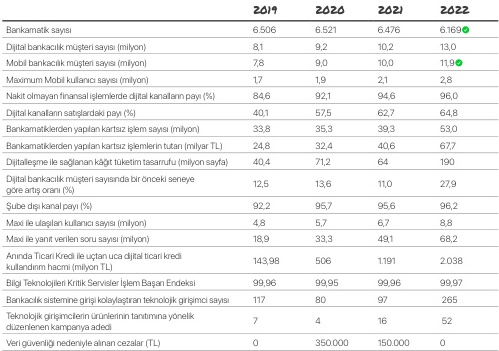 2019 2020 2021 2022
Bankamatik sayısı 6.506 6.521 6.476 6.169
Dijital bankacılık müşteri sayısı (milyon) 8,1 9,2 10,2 13,0
Mobil bankacılık müşteri sayısı (milyon) 7,8 9,0 10,0 11,9
Maximum Mobil kullanıcı sayısı (milyon) 1,7 1,9 2,1 2,8
Nakit olmayan finansal işlemlerde dijital kanalların payı (%) 84,6 92,1 94,6 96,0
Dijital kanalların satışlardaki payı (%) 40,1 57,5 62,7 64,8
Bankamatiklerden yapılan kartsız işlem sayısı (milyon) 33,8 35,3 39,3 53,0
Bankamatiklerden yapılan kartsız işlemlerin tutarı (milyar TL) 24,8 32,4 40,6 67,7
Dijitalleşme ile sağlanan kâğıt tüketim tasarrufu (milyon sayfa) 40,4 71,2 64 190
Dijital bankacılık müşteri sayısında bir önceki seneye
göre artış oranı (%) 12,5 13,6 11,0 27,9
Şube dışı kanal payı (%) 92,2 95,7 95,6 96,2
Maxi ile ulaşılan kullanıcı sayısı (milyon) 4,8 5,7 6,7 8,8
Maxi ile yanıt verilen soru sayısı (milyon) 18,9 33,3 49,1 68,2
Anında Ticari Kredi ile uçtan uca dijital ticari kredi
kullandırım hacmi (milyon TL) 143,98 506 1.191 2.038
Bilgi Teknolojileri Kritik Servisler İşlem Başarı Endeksi 99,96 99,95 99,96 99,97
Bankacılık sistemine girişi kolaylaştıran teknolojik girişimci sayısı 117 80 97 265
Teknolojik girişimcilerin ürünlerinin tanıtımına yönelik
düzenlenen kampanya adedi 7 4 16 52
Veri güvenliği nedeniyle alınan cezalar (TL) 0 350.000 150.000 0